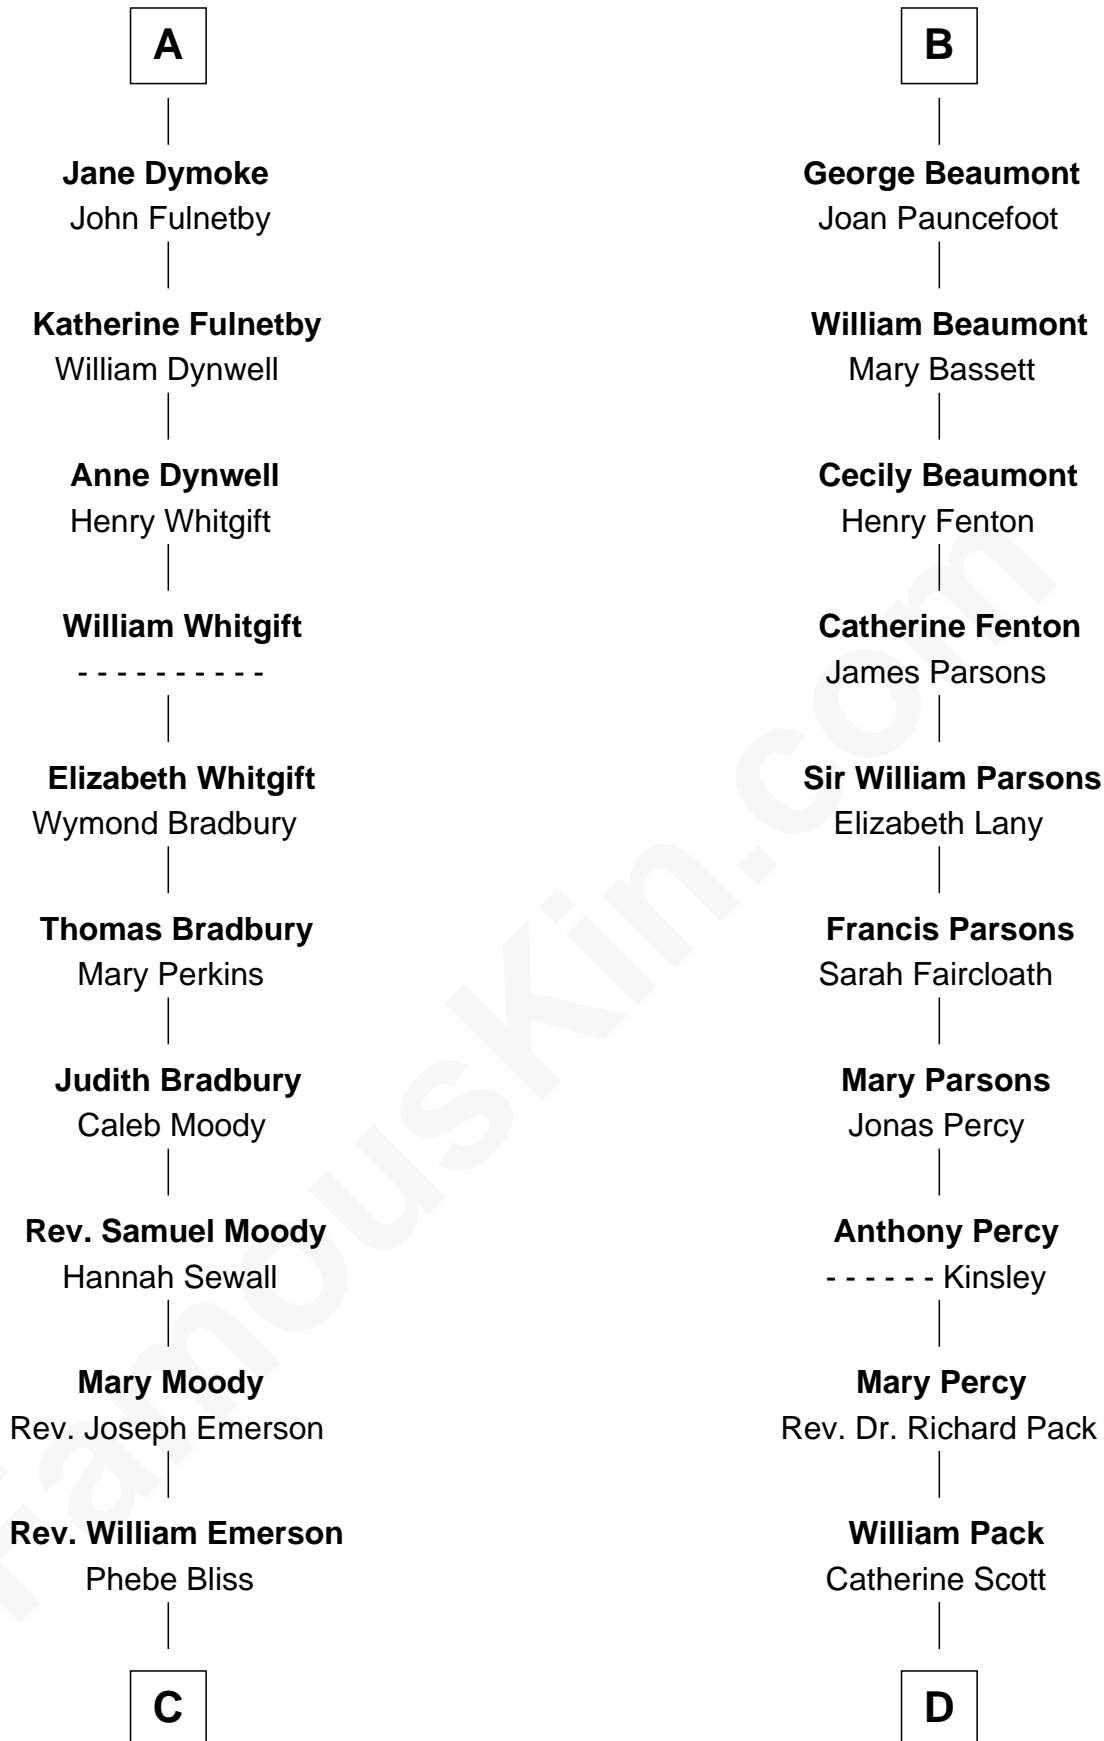 A
Jane Dymoke
John Fulnetby
Katherine Fulnetby
William Dynwell
Anne Dynwell
Henry Whitgift
William Whitgift
- - - - - - - - - -
Elizabeth Whitgift
Wymond Bradbury
Thomas Bradbury
Mary Perkins
Judith Bradbury
Caleb Moody
Rev. Samuel Moody
Hannah Sewall
Mary Moody
Rev. Joseph Emerson
Rev. William Emerson
Phebe Bliss
C
B
George Beaumont
Joan Pauncefoot
William Beaumont
Mary Bassett
Cecily Beaumont
Henry Fenton
Catherine Fenton
James Parsons
Sir William Parsons
Elizabeth Lany
Francis Parsons
Sarah Faircloath
Mary Parsons
Jonas Percy
Anthony Percy
- - - - - - Kinsley
Mary Percy
Rev. Dr. Richard Pack
William Pack
Catherine Scott
D
FamousKin.com